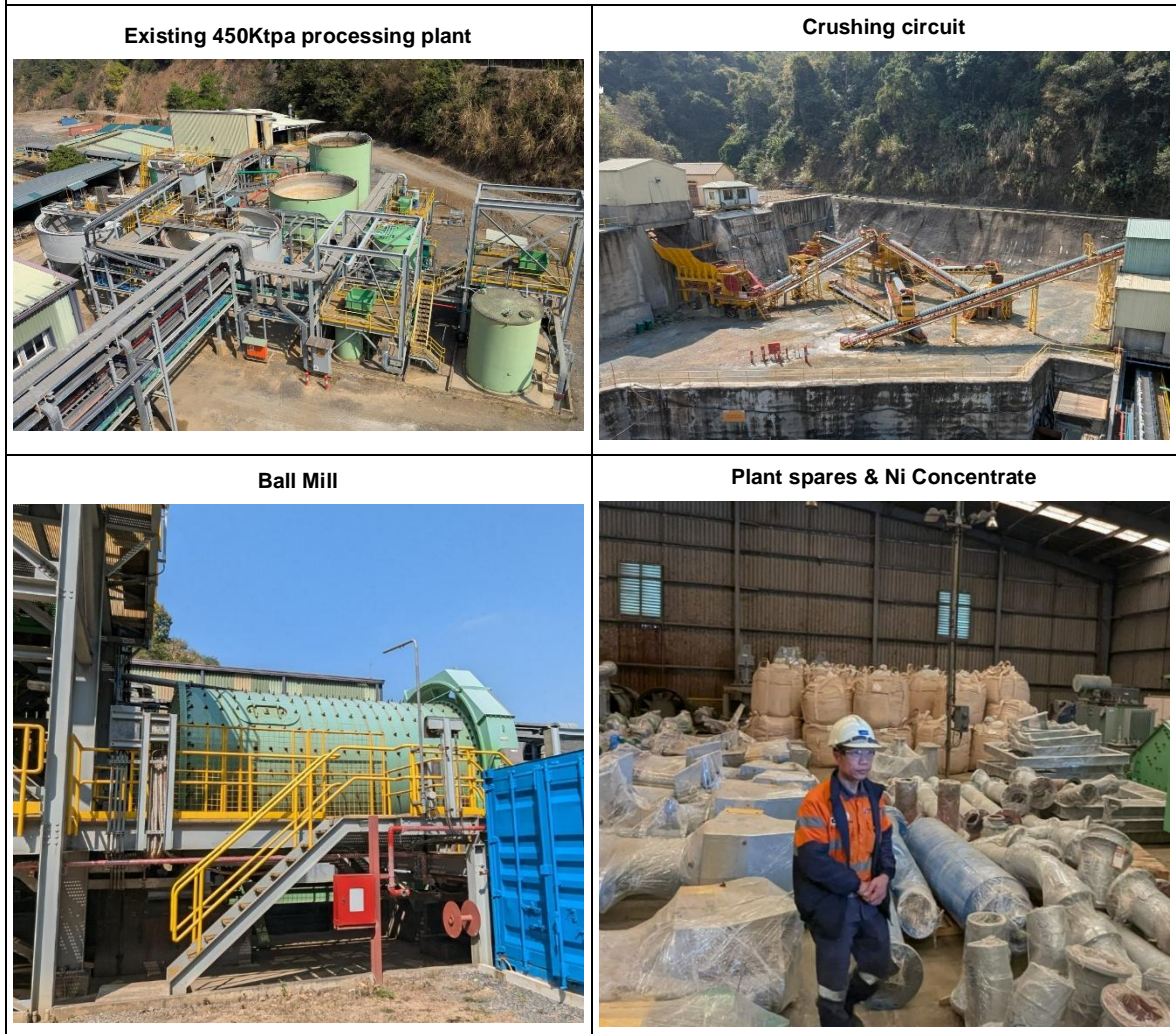 Existing 450Ktpa processing plant
Crushing circuit
Ball Mill
Plant spares & Ni Concentrate